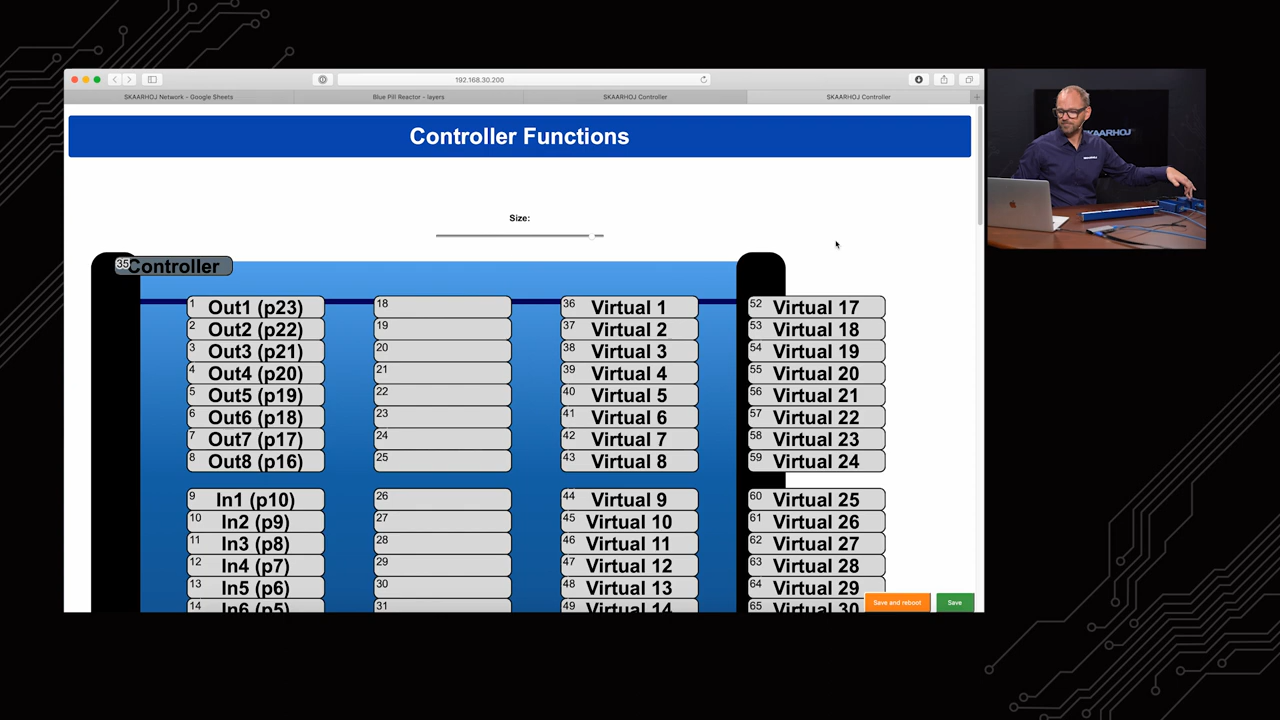 192.168.30.200
SKAARHOJ Network - Google Sheets
Blue Pill Reactor - layers
SKAARHOJ Controller
SKAARHOJ Controller
Controller Functions
Size:
35 Controller
1 Out1 (p23)
2 Out2 (p22)
3 Out3 (p21)
4 Out4 (p20)
5 Out5 (p19)
6 Out6 (p18)
7 Out7 (p17)
8 Out8 (p16)
9 In1 (p10)
10 In2 (p9)
11 In3 (p8)
12 In4 (p7)
13 In5 (p6)
14 In6 (p5)
18
19
20
21
22
23
24
25
26
27
28
29
30
31
36 Virtual 1
37 Virtual 2
38 Virtual 3
39 Virtual 4
40 Virtual 5
41 Virtual 6
42 Virtual 7
43 Virtual 8
44 Virtual 9
45 Virtual 10
46 Virtual 11
47 Virtual 12
48 Virtual 13
49 Virtual 14
52 Virtual 17
53 Virtual 18
54 Virtual 19
55 Virtual 20
56 Virtual 21
57 Virtual 22
58 Virtual 23
59 Virtual 24
60 Virtual 25
61 Virtual 26
62 Virtual 27
63 Virtual 28
64 Virtual 29
65 Virtual 30
Save and reboot
Save
SKAARHOJ